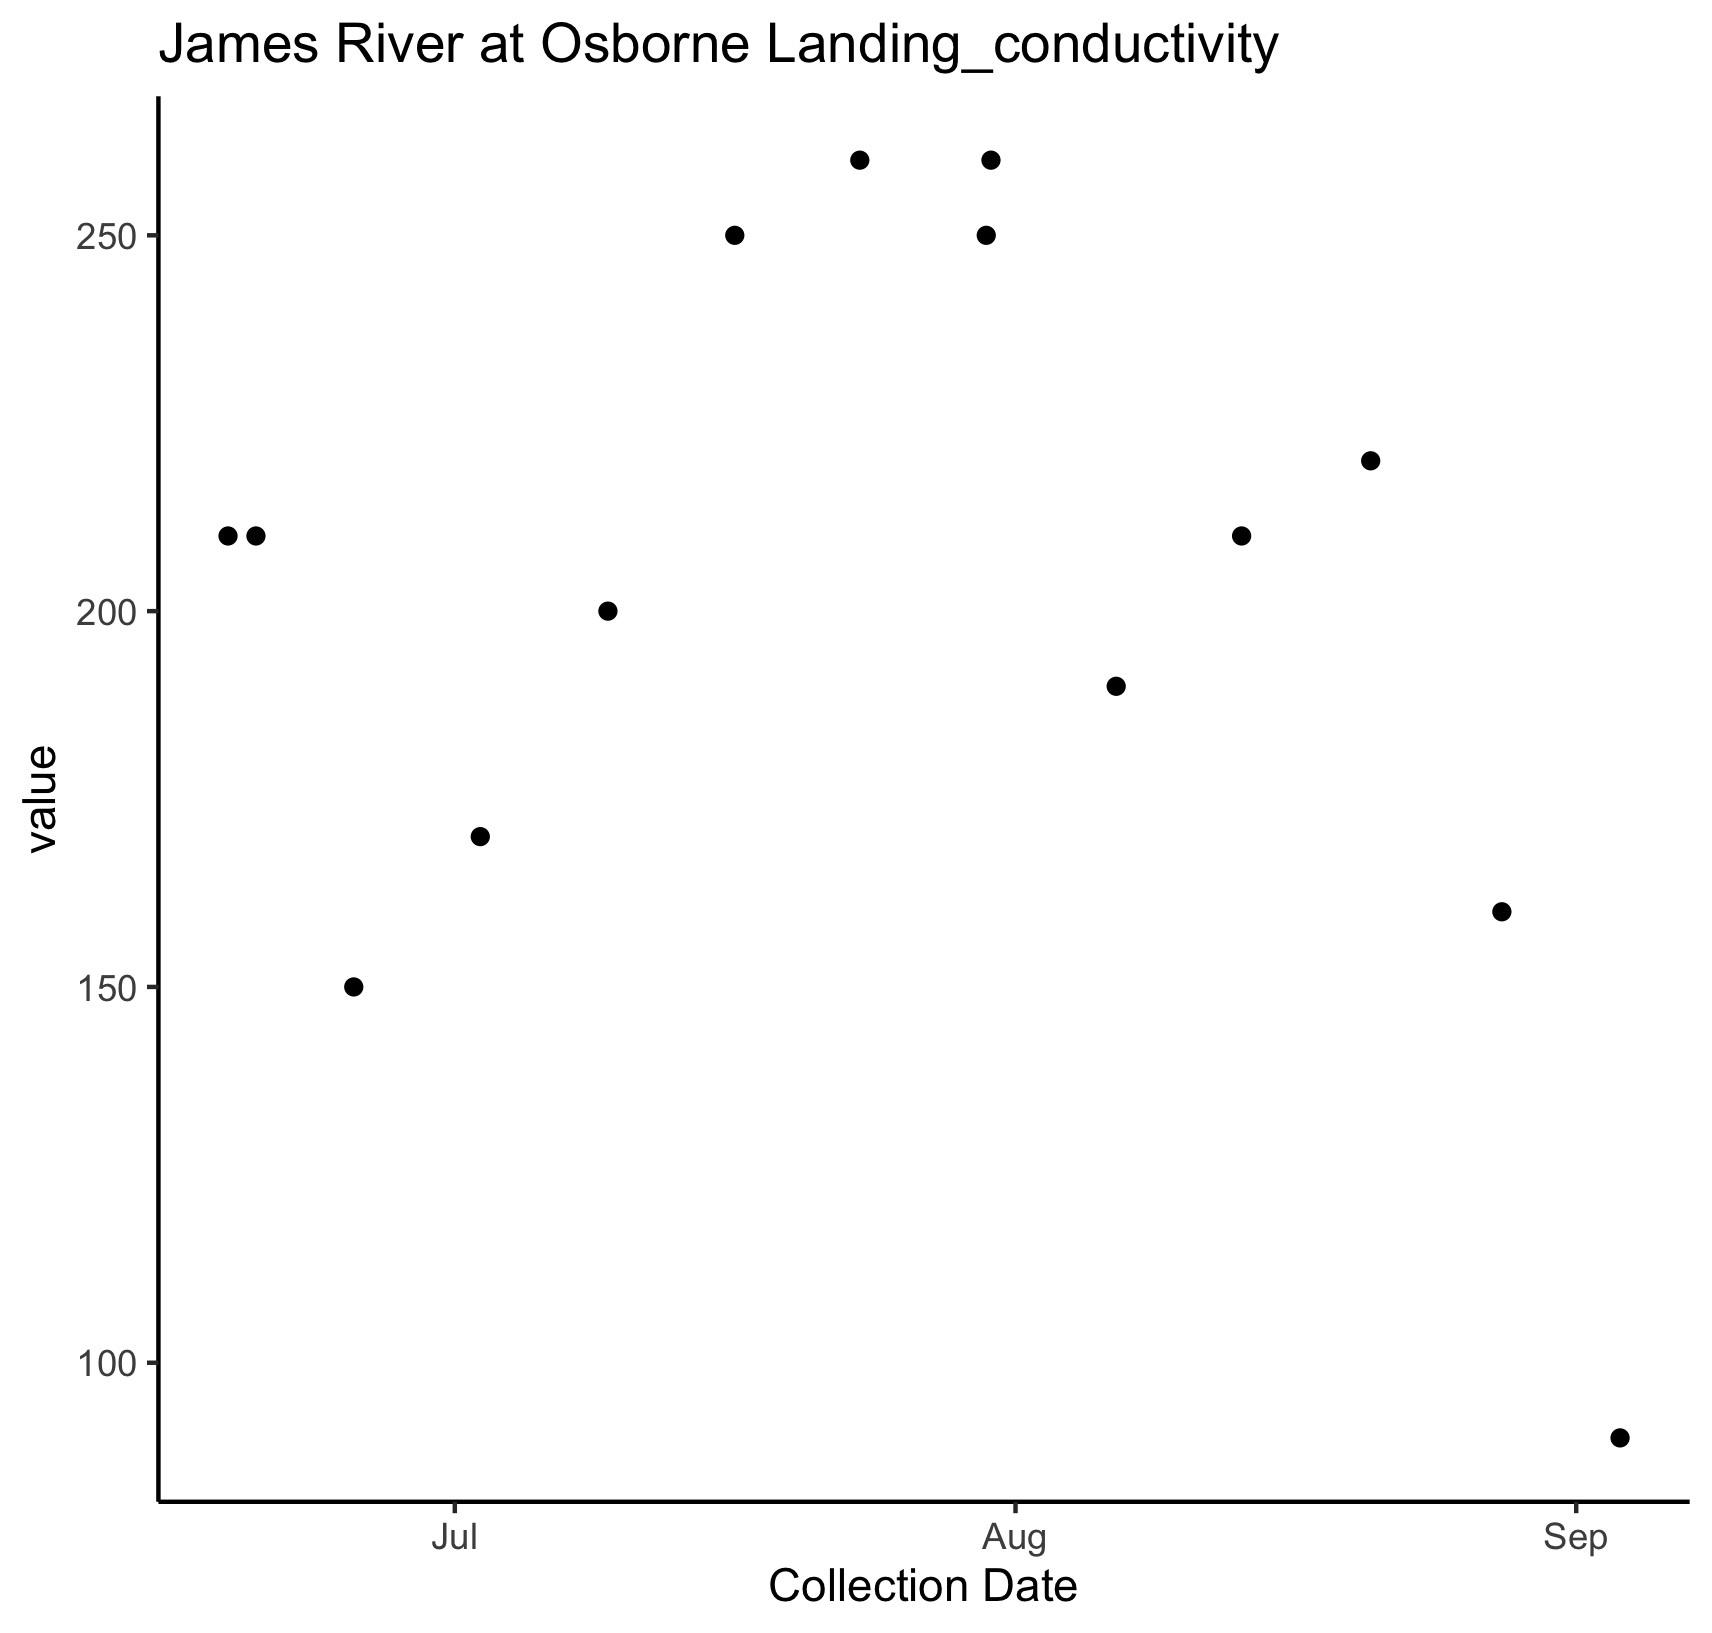 James River at Osborne Landing_conductivity
250
200
150
100
value
Jul Aug Sep
Collection Date